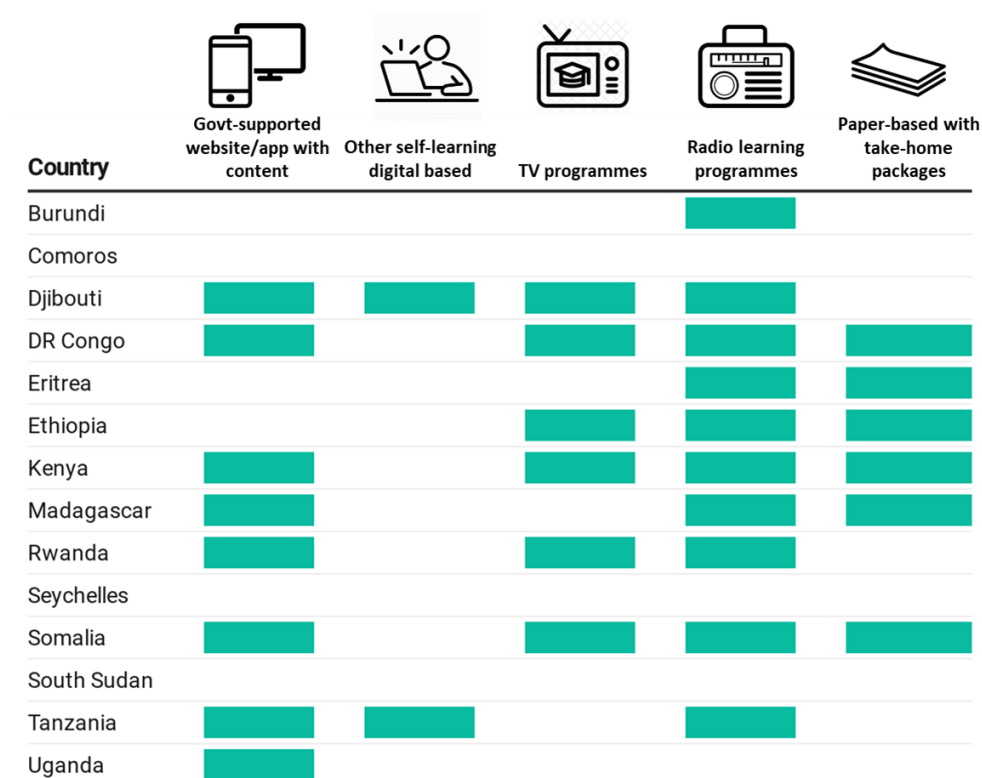 Govt-supported
website/app with
content
Other self-learning
digital based
TV programmes
Radio learning
programmes
Paper-based with
take-home
packages
Country
Burundi
Comoros
Djibouti
DR Congo
Eritrea
Ethiopia
Kenya
Madagascar
Rwanda
Seychelles
Somalia
South Sudan
Tanzania
Uganda